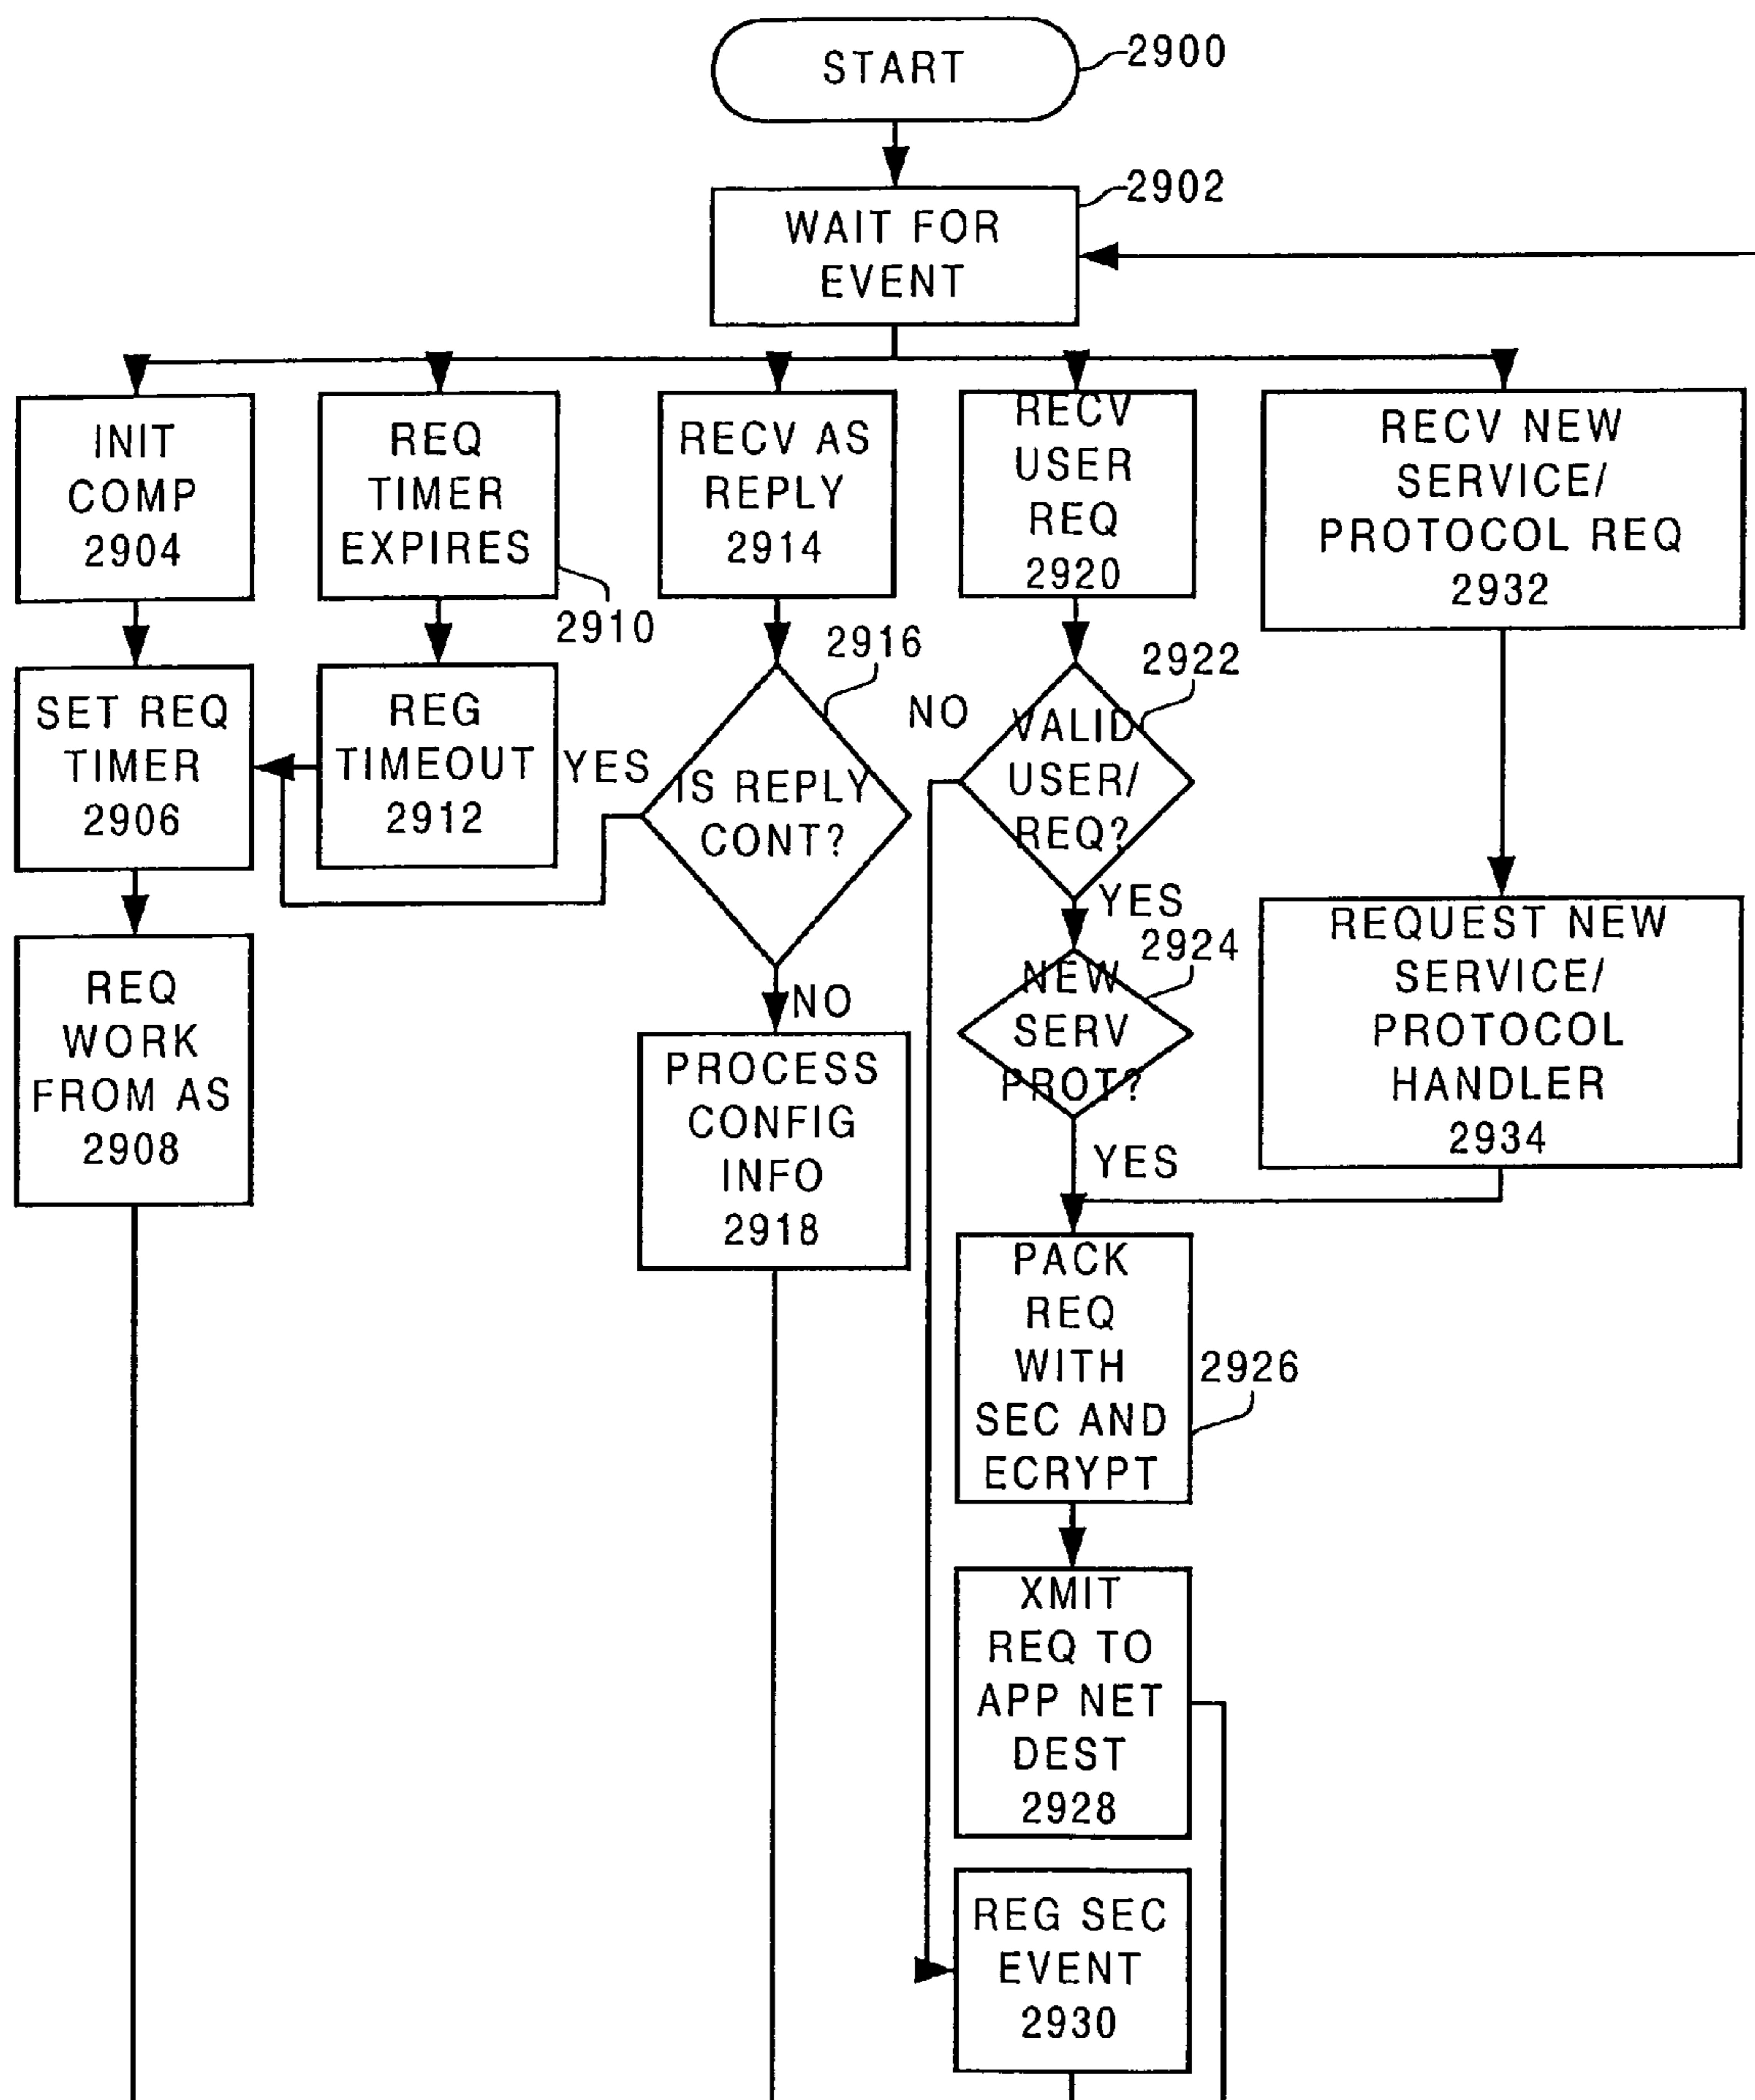 START
2900
WAIT FOR
EVENT
2902
INIT
COMP
2904
REQ
TIMER
EXPIRES
2910
RECV AS
REPLY
2914
RECV
USER
REQ
2920
RECV NEW
SERVICE/
PROTOCOL REQ
2932
SET REQ
TIMER
2906
REG
TIMEOUT
2912
YES
IS REPLY
CONT?
2916
NO
NO
VALID
USER/
REQ?
2922
YES
NEW
SERV
PROT?
2924
YES
REQUEST NEW
SERVICE/
PROTOCOL
HANDLER
2934
REQ
WORK
FROM AS
2908
PROCESS
CONFIG
INFO
2918
PACK
REQ
WITH
SEC AND
ECRYPT
2926
XMIT
REQ TO
APP NET
DEST
2928
REG SEC
EVENT
2930